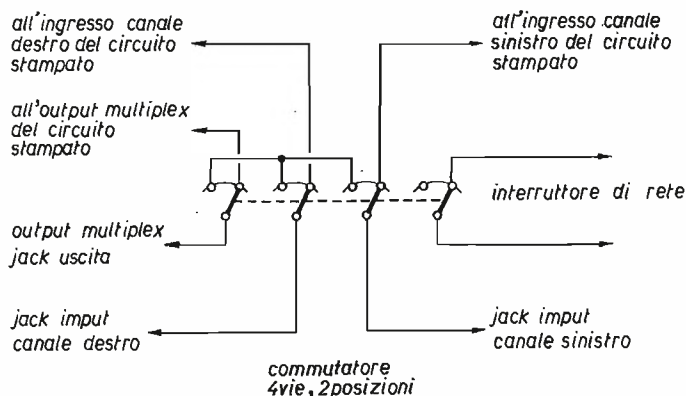 all'ingresso canale
destro del circuito
stampato
all'ingresso canale
sinistro del circuito
stampato
all'output multiplex
del circuito
stampato
interruttore di rete
output multiplex
jack uscita
jack imput
canale destro
jack imput
canale sinistro
commutatore
4vie, 2posizioni